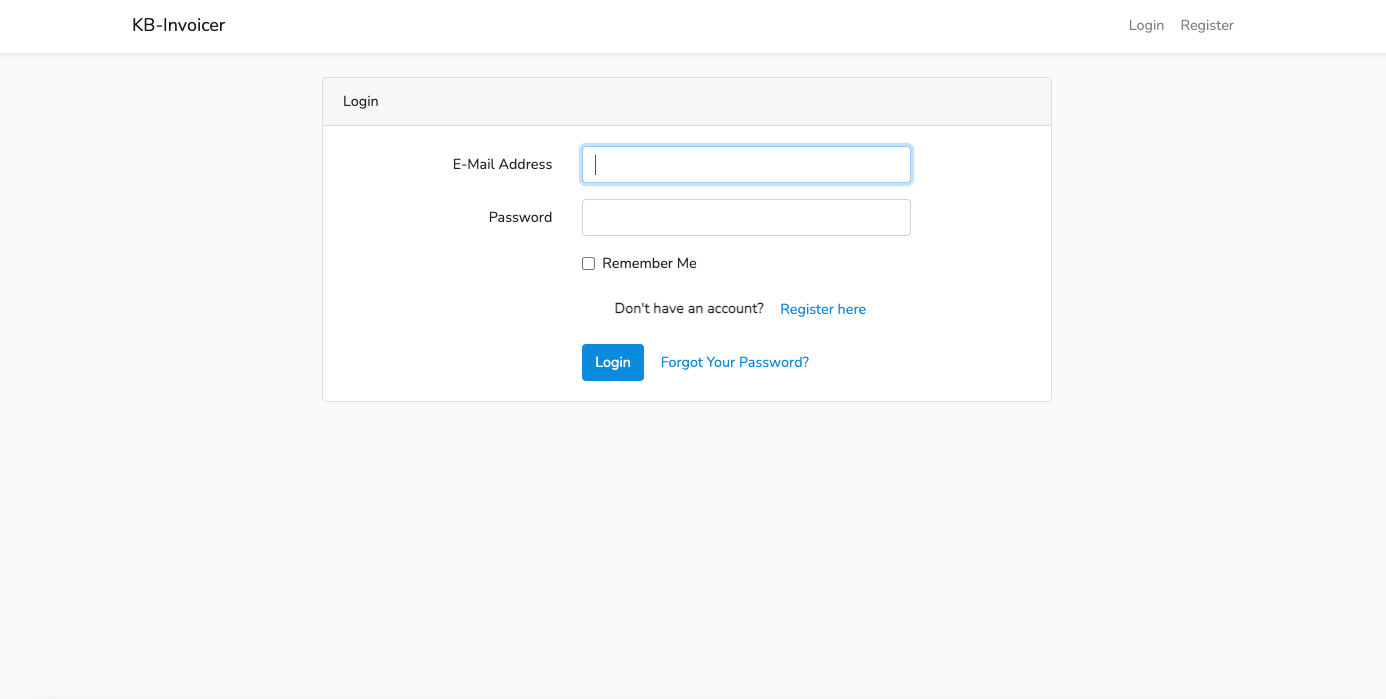 KB-Invoicer
Login Register
Login
E-Mail Address
Password
Remember Me
Don't have an account? Register here
Login Forgot Your Password?